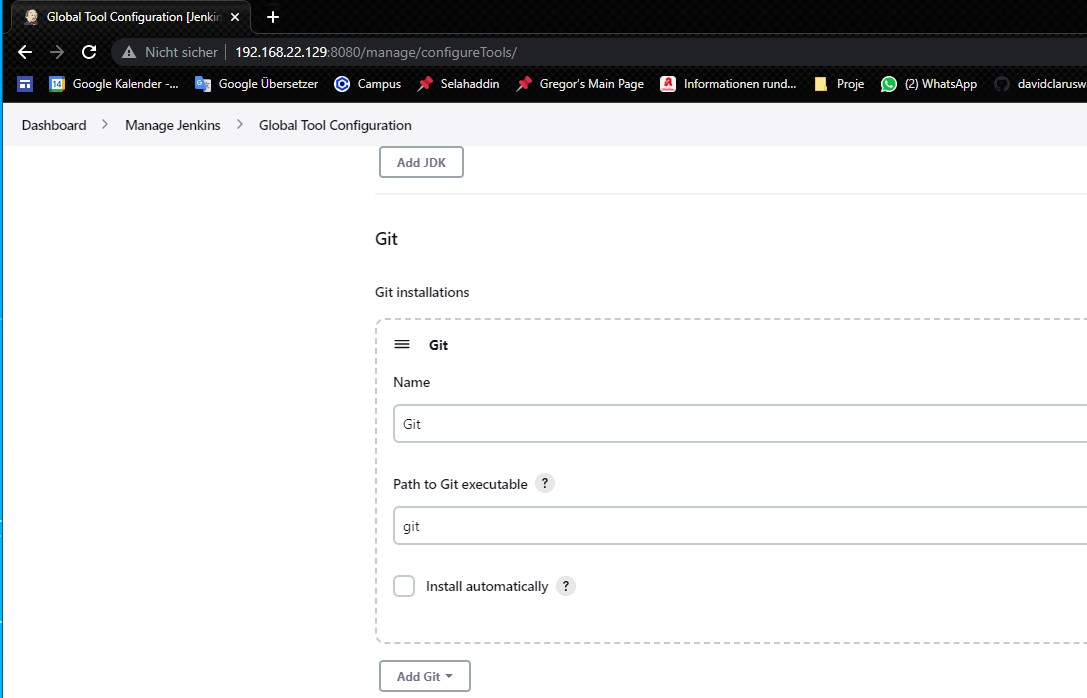 Global Tool Configuration [Jenkin
Nicht sicher 192.168.22.129:8080/manage/configureTools/
14 Google Kalender -... Google Übersetzer Campus Selahaddin Gregor's Main Page Informationen rund... Proje (2) WhatsApp davidclarusw
Dashboard Manage Jenkins Global Tool Configuration
Add JDK
Git
Git installations
Git
Name
Git
Path to Git executable ?
git
Install automatically ?
Add Git